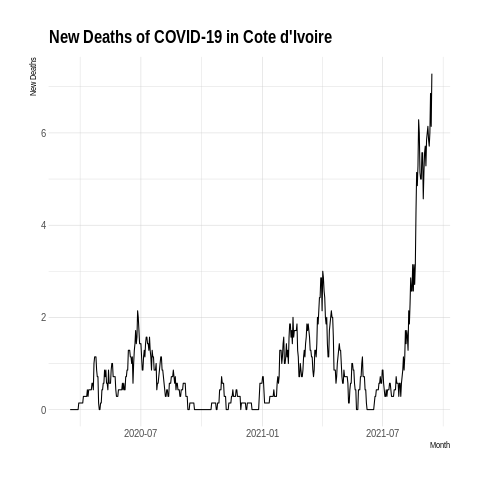 New Deaths of COVID-19 in Cote d'Ivoire
New Deaths
6
4
2
0
2020-07
2021-01
2021-07
Month